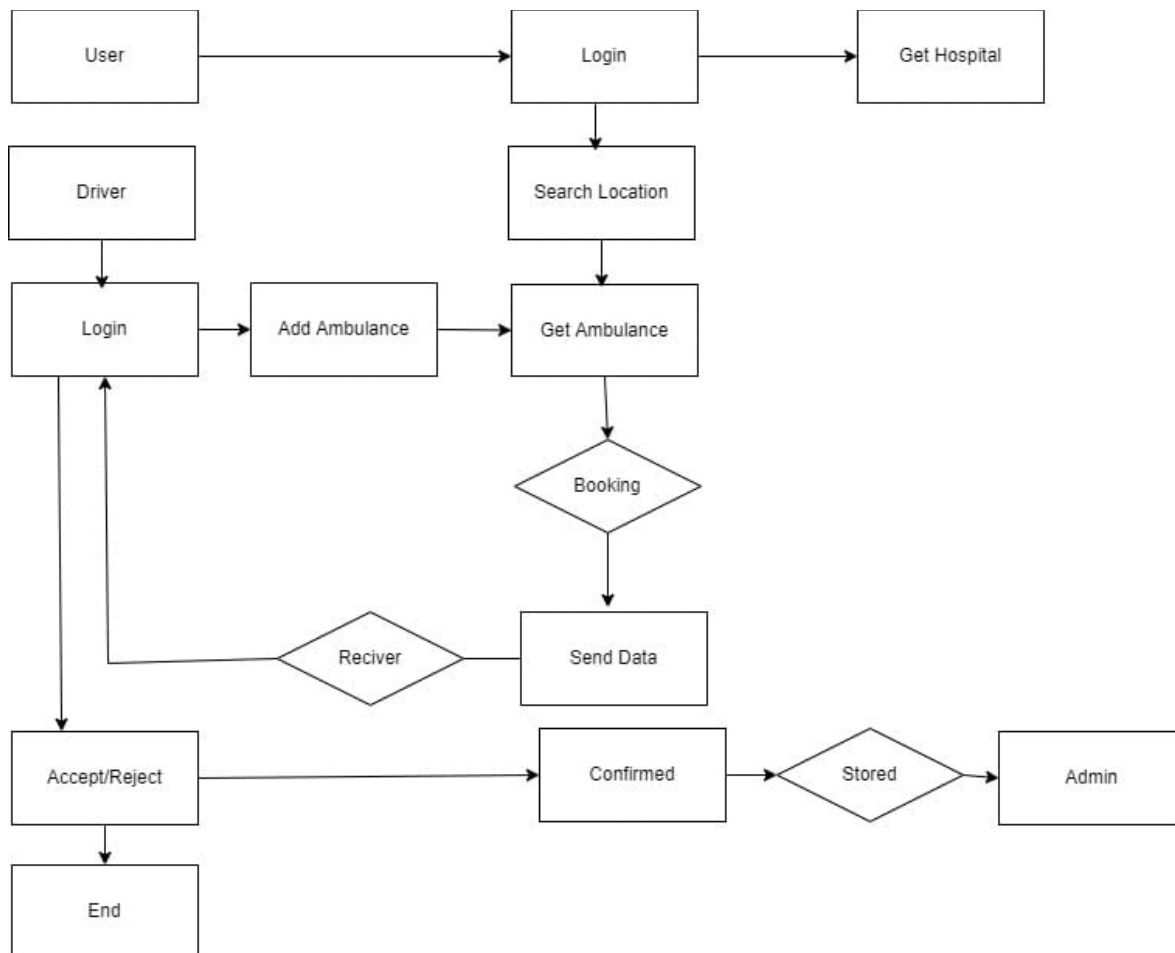 User
Login
Get Hospital
Driver
Search Location
Login
Add Ambulance
Get Ambulance
Booking
Reciver
Send Data
Accept/Reject
Confirmed
Stored
Admin
End